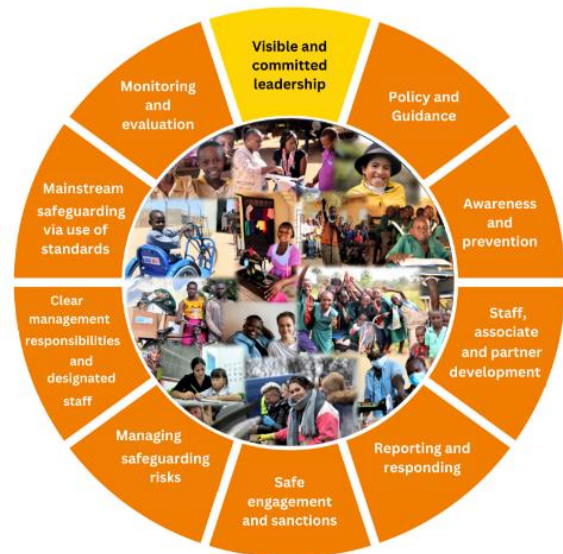 Visible and
committed
leadership
Policy and
Guidance
Awareness
and
prevention
Staff,
associate
and partner
development
Reporting and
responding
Safe
engagement
and sanctions
Managing
safeguarding
risks
Clear
management
responsibilities
and
designated
staff
Mainstream
safeguarding
via use of
standards
Monitoring
and
evaluation